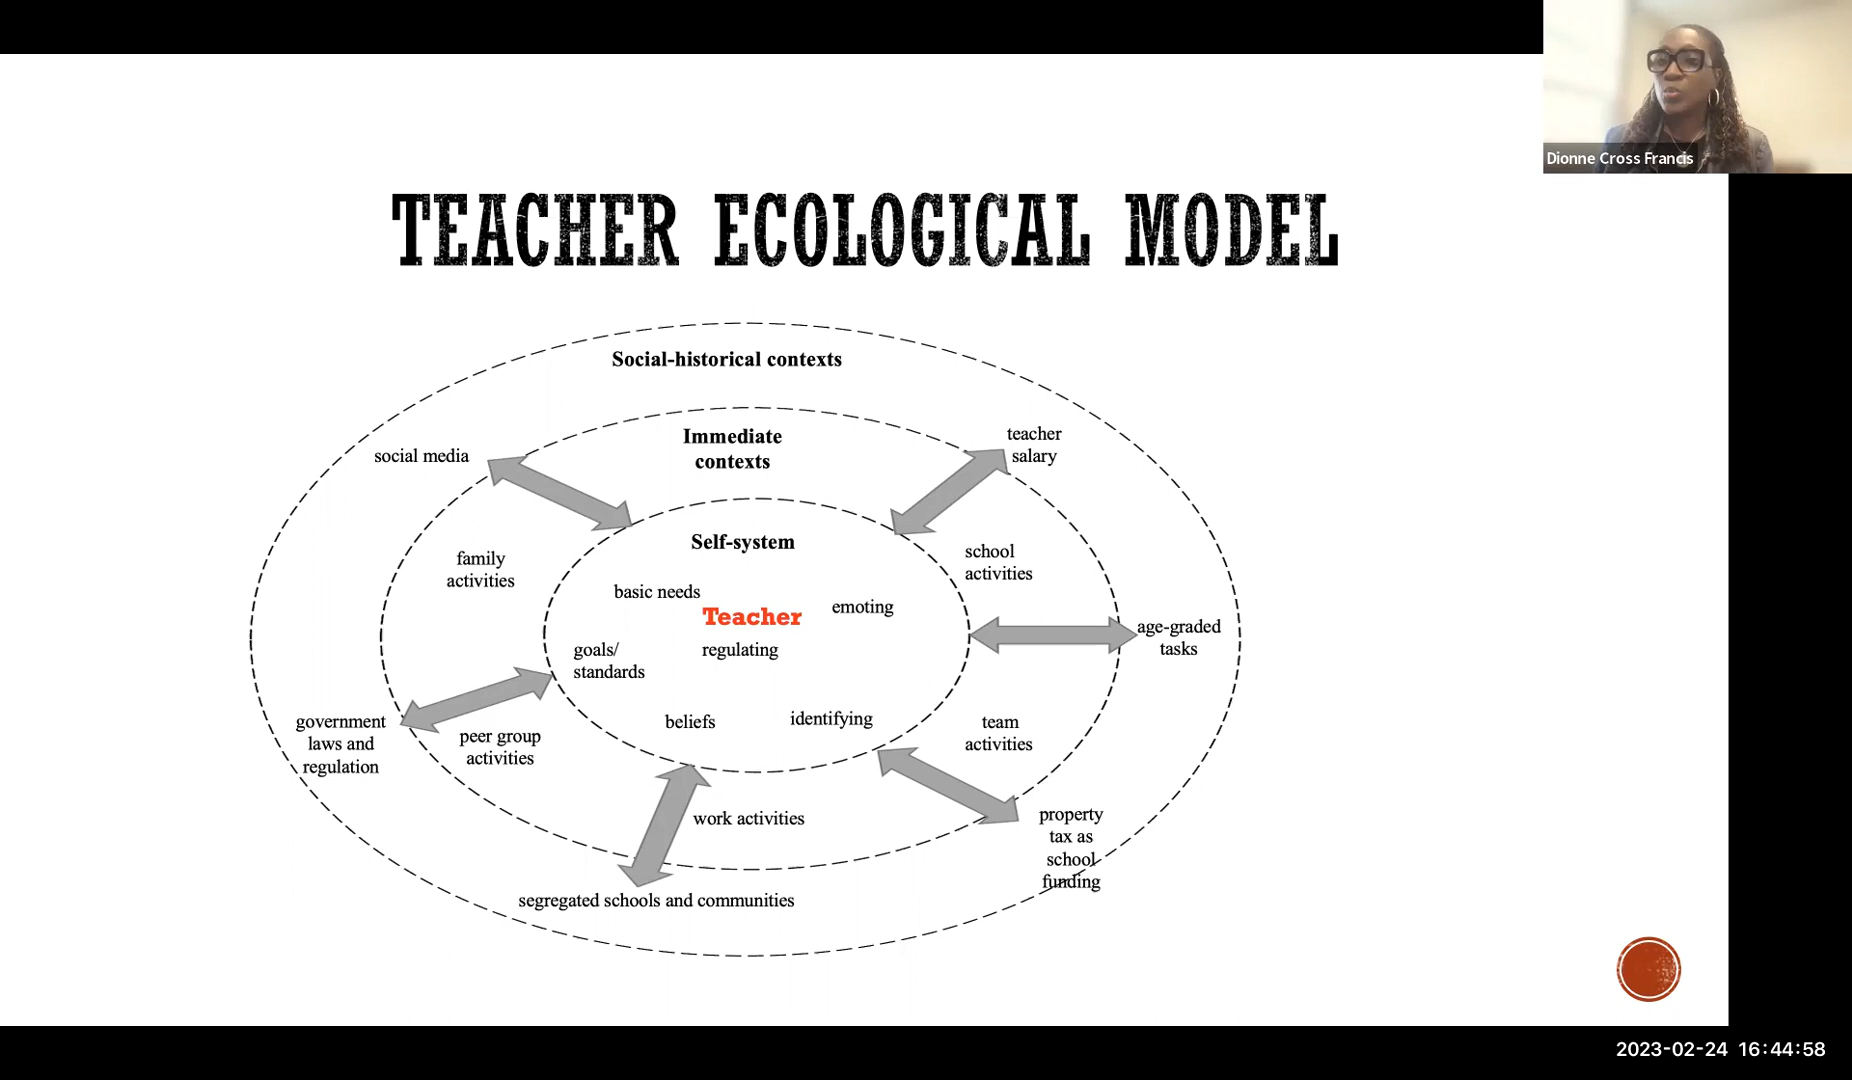 Dionne Cross Francis
TEACHER ECOLOGICAL MODEL
Social-historical contexts
Immediate
contexts
social media
teacher
salary
Self-system
family
activities
school
activities
basic needs
Teacher
emoting
regulating
goals/
standards
age-graded
tasks
beliefs
identifying
government
laws and
regulation
peer group
activities
team
activities
work activities
property
tax as
school
funding
segregated schools and communities
2023-02-24 16:44:58